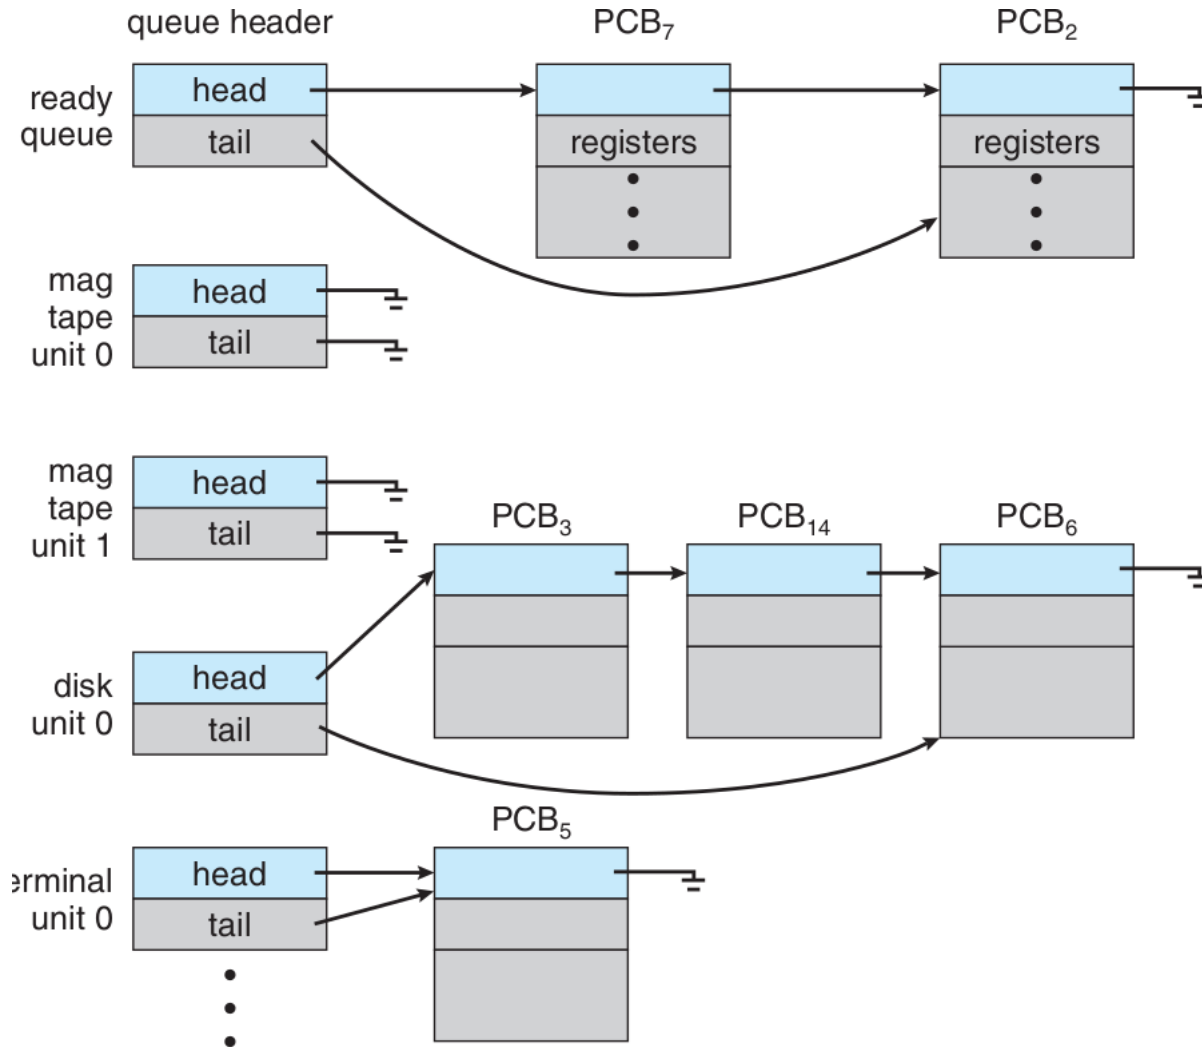 queue header
PCB₇
PCB₂
ready
queue
head
tail
registers
registers
mag
tape
unit 0
head
tail
mag
tape
unit 1
head
tail
PCB₃
PCB₁₄
PCB₆
disk
unit 0
head
tail
PCB₅
erminal
unit 0
head
tail